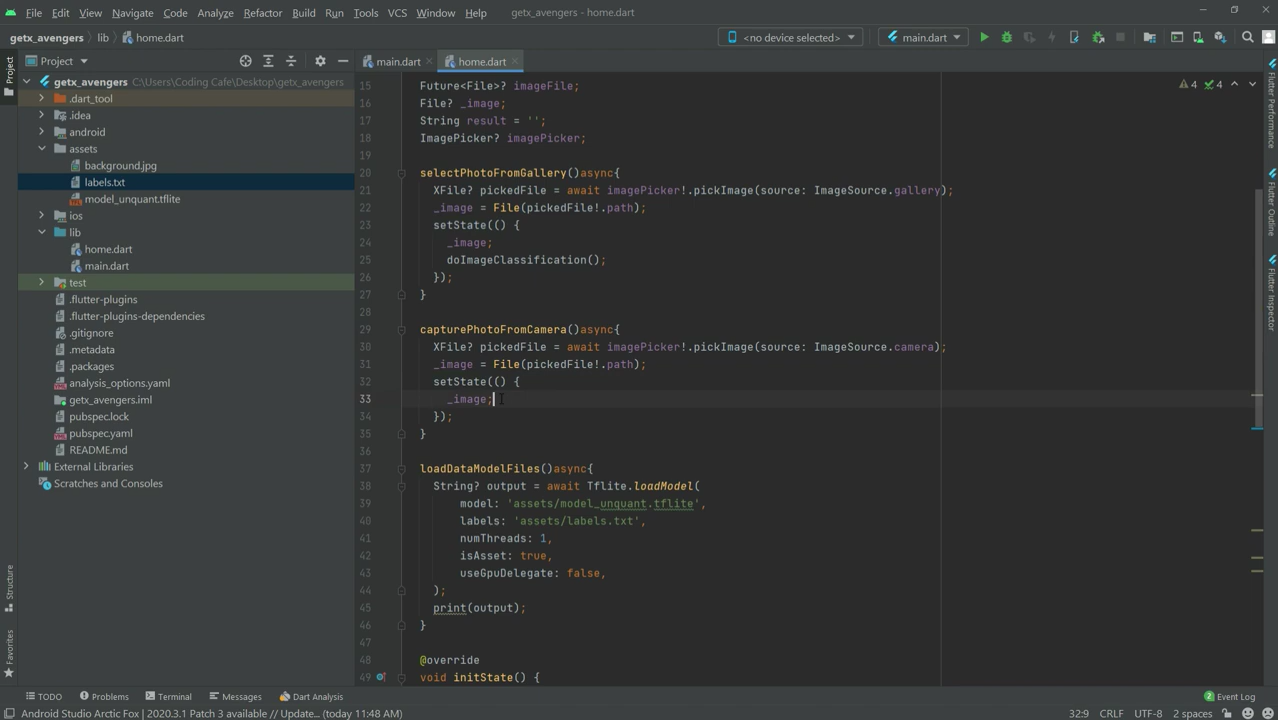 File Edit View Navigate Code Analyze Refactor Build Run Tools VCS Window Help getx_avengers - home.dart
getx_avengers lib home.dart <no device selected> main.dart
Project main.dart home.dart
getx_avengers C:\Users\Coding Cafe\Desktop\getx_avengers
.dart_tool
.idea
android
assets
background.jpg
labels.txt
model_unquant.tflite
ios
lib
home.dart
main.dart
test
.flutter-plugins
.flutter-plugins-dependencies
.gitignore
.metadata
.packages
analysis_options.yaml
getx_avengers.iml
pubspec.lock
pubspec.yaml
README.md
External Libraries
Scratches and Consoles
Project
Structure
Favorites
4 4
15 Future<File>? imageFile;
16 File? _image;
17 String result = '';
18 ImagePicker? imagePicker;
19
20 selectPhotoFromGallery()async{
21 XFile? pickedFile = await imagePicker!.pickImage(source: ImageSource.gallery);
22 _image = File(pickedFile!.path);
23 setState(() {
24 _image;
25 doImageClassification();
26 });
27 }
28
29 capturePhotoFromCamera()async{
30 XFile? pickedFile = await imagePicker!.pickImage(source: ImageSource.camera);
31 _image = File(pickedFile!.path);
32 setState(() {
33 _image;
34 });
35 }
36
37 loadDataModelFiles()async{
38 String? output = await Tflite.loadModel(
39 model: 'assets/model_unquant.tflite',
40 labels: 'assets/labels.txt',
41 numThreads: 1,
42 isAsset: true,
43 useGpuDelegate: false,
44 );
45 print(output);
46 }
47
48 @override
49 void initState() {
Flutter Performance
Flutter Outline
Flutter Inspector
TODO Problems Terminal Messages Dart Analysis Event Log
Android Studio Arctic Fox | 2020.3.1 Patch 3 available // Update... (today 11:48 AM) 32:9 CRLF UTF-8 2 spaces